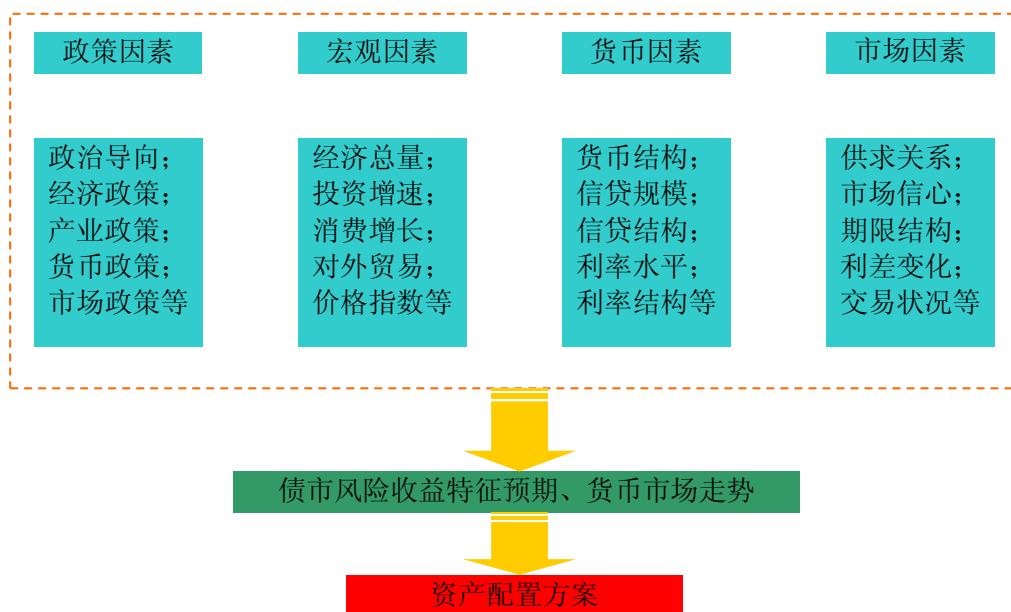 政策因素
宏观因素
货币因素
市场因素
政治导向；
经济政策；
产业政策；
货币政策；
市场政策等
经济总量；
投资增速；
消费增长；
对外贸易；
价格指数等
货币结构；
信贷规模；
信贷结构；
利率水平；
利率结构等
供求关系；
市场信心；
期限结构；
利差变化；
交易状况等
债市风险收益特征预期、货币市场走势
资产配置方案